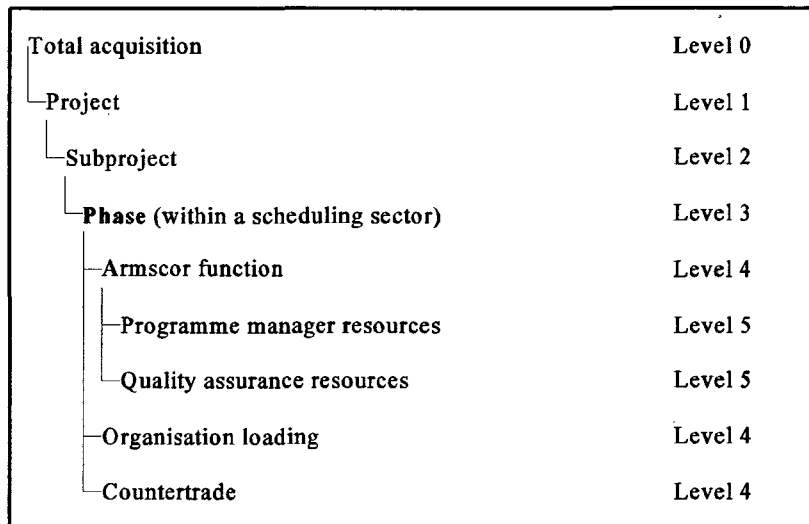 Total acquisition Level 0
Project Level 1
Subproject Level 2
Phase (within a scheduling sector) Level 3
Armscor function Level 4
Programme manager resources Level 5
Quality assurance resources Level 5
Organisation loading Level 4
Countertrade Level 4